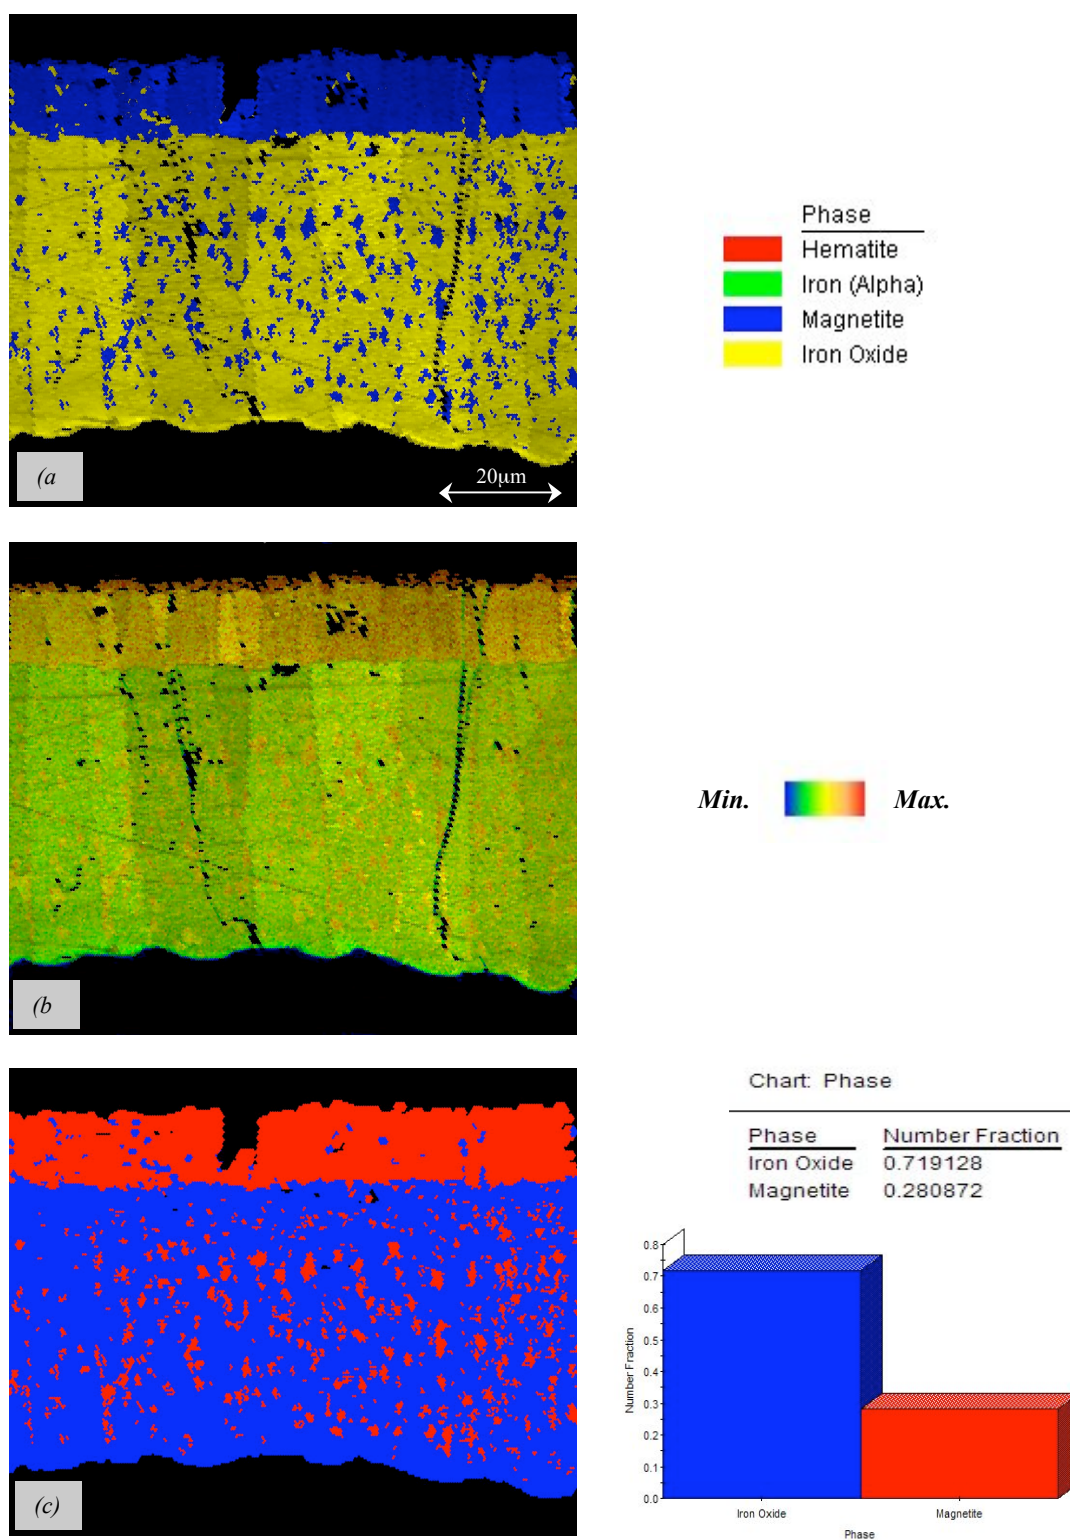 Phase
Hematite
Iron (Alpha)
Magnetite
Iron Oxide
(a
20μm
Min.
Max.
(b
Chart: Phase
Phase Number Fraction
Iron Oxide 0.719128
Magnetite 0.280872
0.8
0.7
0.6
0.5
0.4
0.3
0.2
0.1
0.0
Number Fraction
Iron Oxide
Magnetite
Phase
(c)